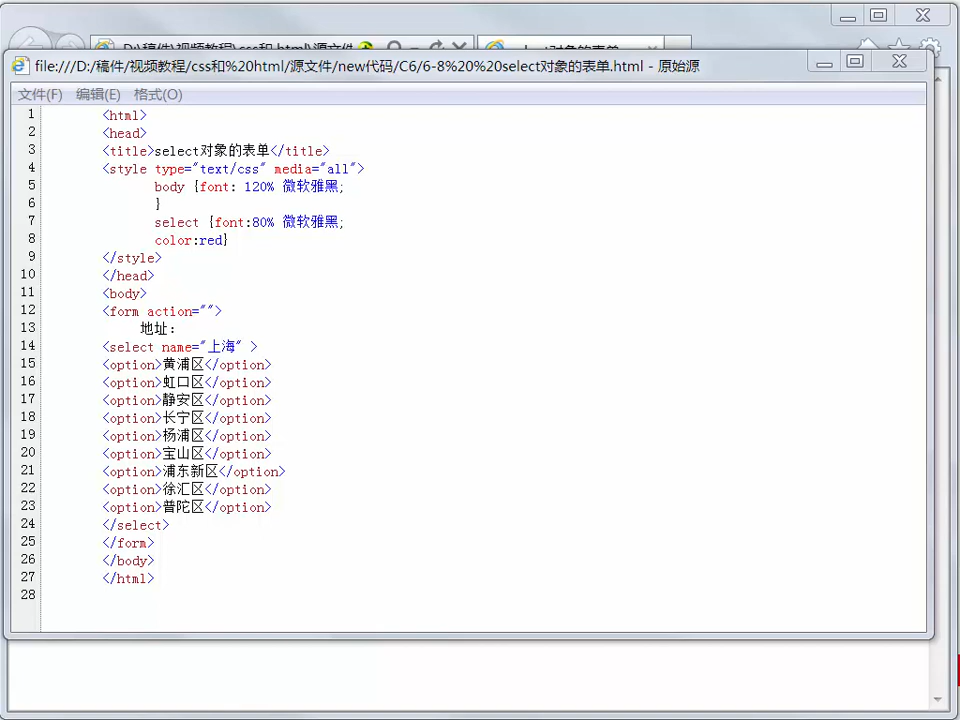 file:///D:/稿件/视频教程/css和%20html/源文件/new代码/C6/6-8%20%20select对象的表单.html - 原始源
文件(F) 编辑(E) 格式(O)
1 <html>
2 <head>
3 <title>select对象的表单</title>
4 <style type="text/css" media="all">
5 body {font: 120% 微软雅黑;
6 }
7 select {font:80% 微软雅黑;
8 color:red}
9 </style>
10 </head>
11 <body>
12 <form action="">
13 地址:
14 <select name="上海" >
15 <option>黄浦区</option>
16 <option>虹口区</option>
17 <option>静安区</option>
18 <option>长宁区</option>
19 <option>杨浦区</option>
20 <option>宝山区</option>
21 <option>浦东新区</option>
22 <option>徐汇区</option>
23 <option>普陀区</option>
24 </select>
25 </form>
26 </body>
27 </html>
28